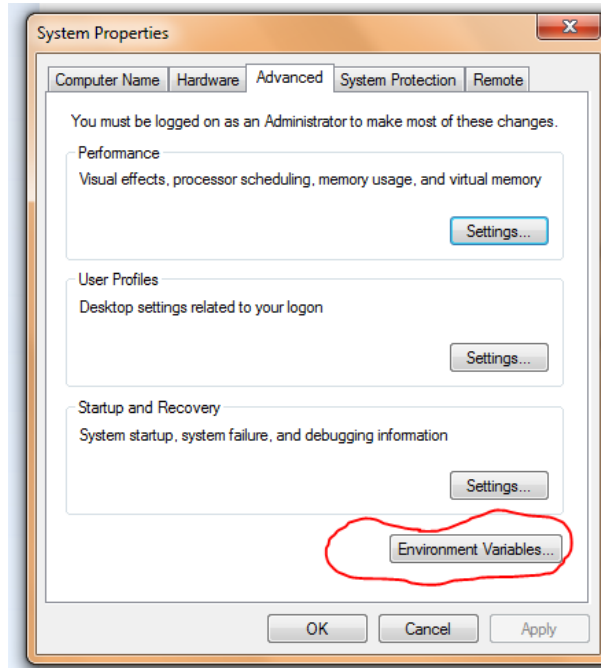 System Properties
Computer Name Hardware Advanced System Protection Remote
You must be logged on as an Administrator to make most of these changes.
Performance
Visual effects, processor scheduling, memory usage, and virtual memory
Settings...
User Profiles
Desktop settings related to your logon
Settings...
Startup and Recovery
System startup, system failure, and debugging information
Settings...
Environment Variables...
OK Cancel Apply